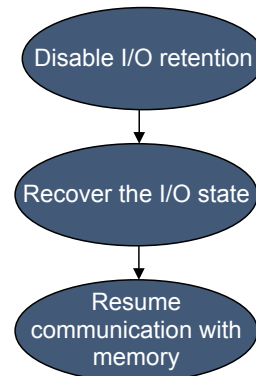 Disable I/O retention
Recover the I/O state
Resume
communication with
memory